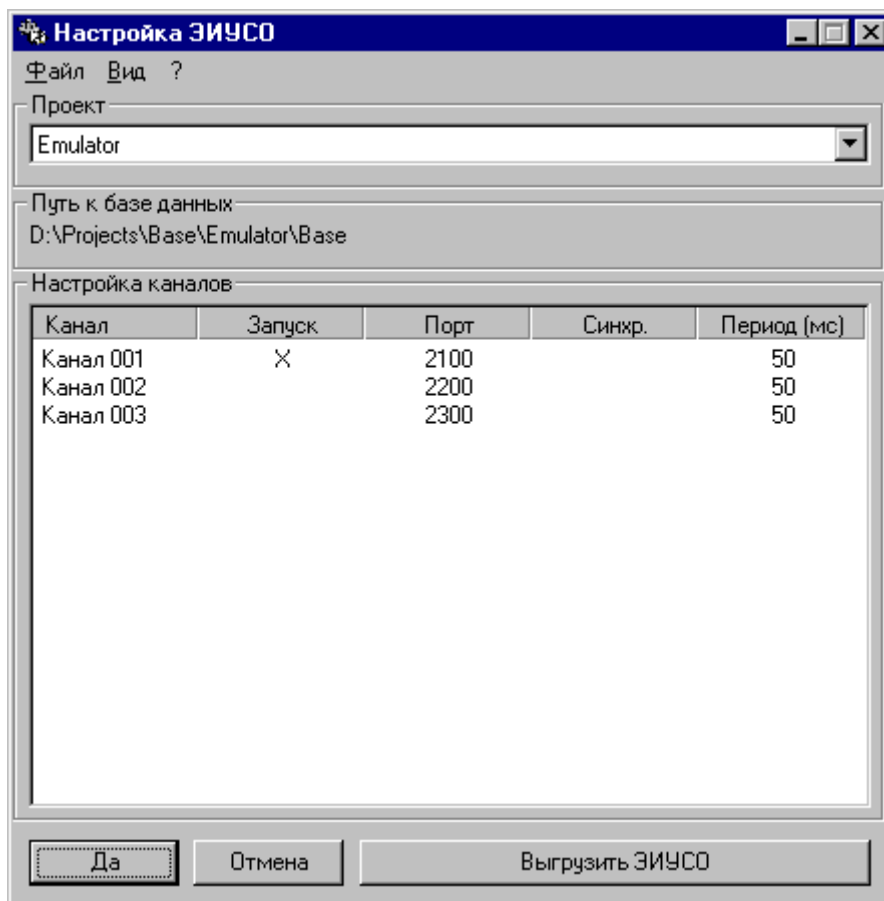 Настройка ЭИУСО
Файл Вид ?
Проект
Emulator
Путь к базе данных
D:\Projects\Base\Emulator\Base
Настройка каналов
Канал Запуск Порт Синхр. Период (мс)
Канал 001 X 2100 50
Канал 002 2200 50
Канал 003 2300 50
Да Отмена Выгрузить ЭИУСО